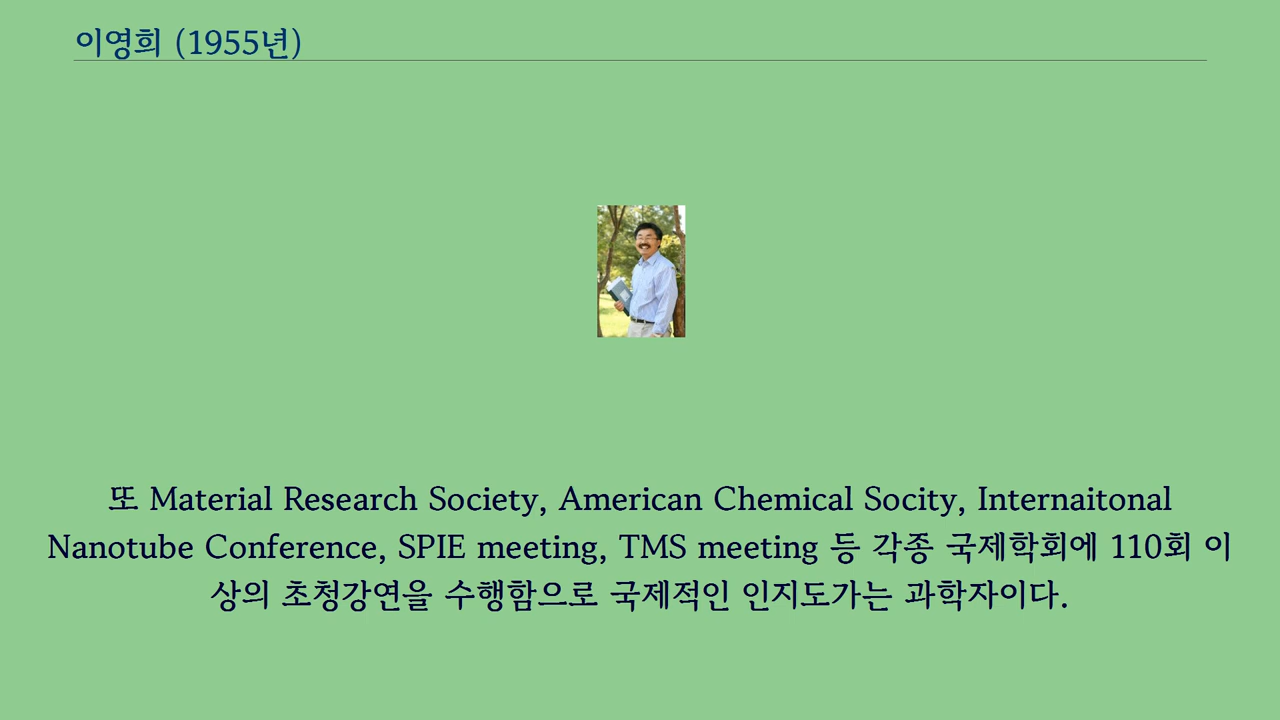 이영희 (1955년)
또 Material Research Society, American Chemical Socity, Internaitonal
Nanotube Conference, SPIE meeting, TMS meeting 등 각종 국제학회에 110회 이
상의 초청강연을 수행함으로 국제적인 인지도가는 과학자이다.